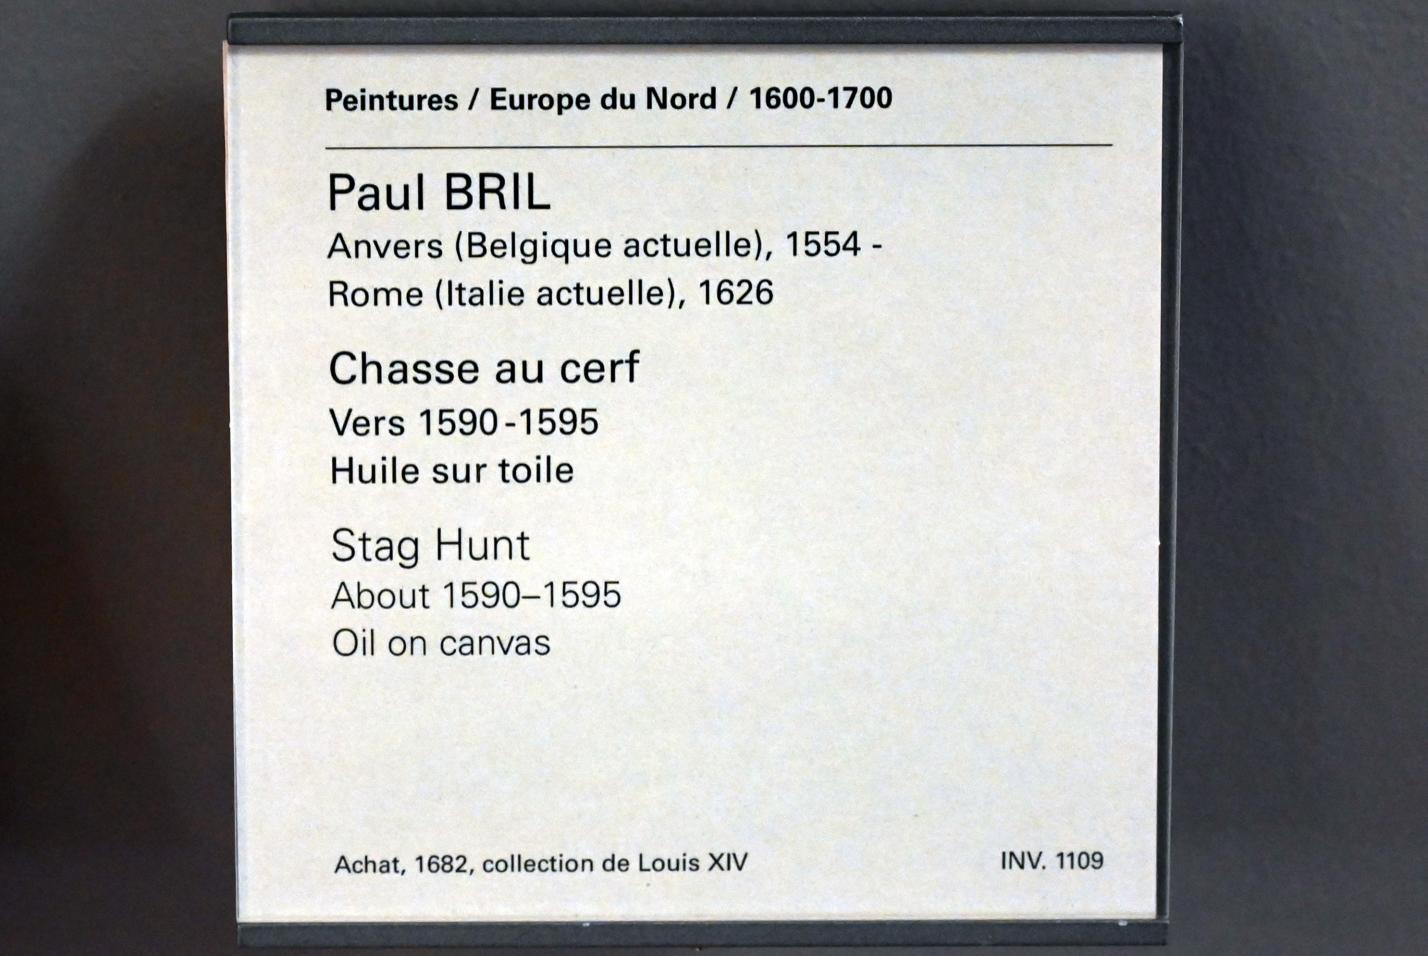 Peintures / Europe du Nord / 1600-1700
Paul BRIL
Anvers (Belgique actuelle), 1554 -
Rome (Italie actuelle), 1626
Chasse au cerf
Vers 1590-1595
Huile sur toile
Stag Hunt
About 1590–1595
Oil on canvas
Achat, 1682, collection de Louis XIV INV. 1109